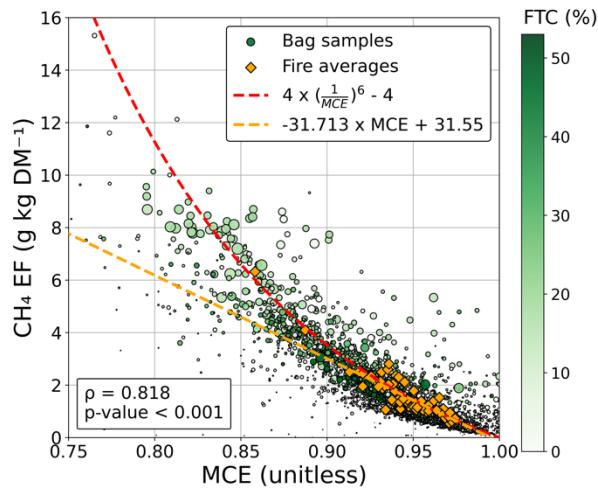 FTC (%)
16
14
12
10
8
6
4
2
0
CH₄ EF (g kg DM⁻¹)
Bag samples
Fire averages
4 x (1/MCE)⁶ - 4
-31.713 x MCE + 31.55
ρ = 0.818
p-value < 0.001
0.75 0.80 0.85 0.90 0.95 1.00
MCE (unitless)
50
40
30
20
10
0